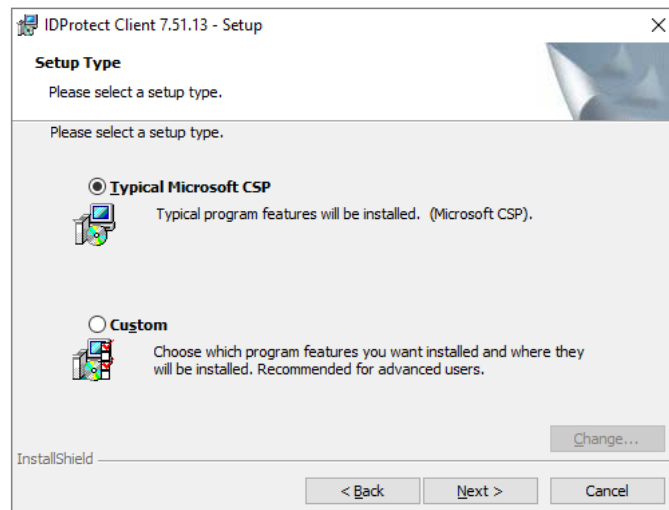 IDProtect Client 7.51.13 - Setup
Setup Type
Please select a setup type.
Please select a setup type.
Typical Microsoft CSP
Typical program features will be installed. (Microsoft CSP).
Custom
Choose which program features you want installed and where they
will be installed. Recommended for advanced users.
Change...
InstallShield
< Back Next > Cancel